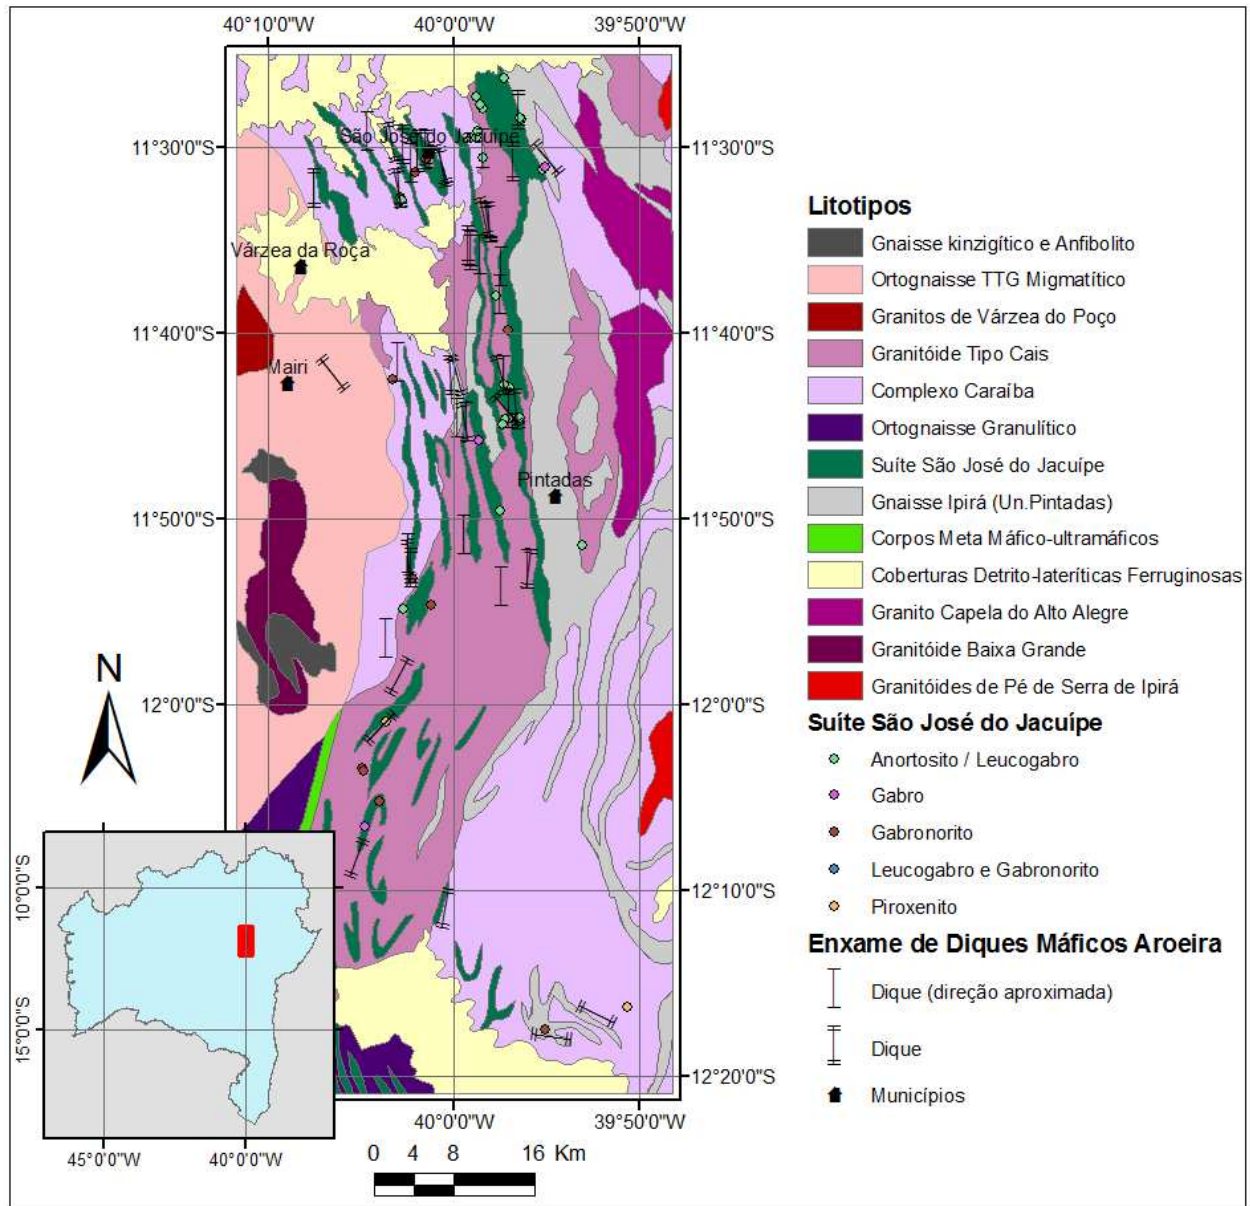 40°10'0"W 40°0'0"W 39°50'0"W
São José do Jacuípe
11°30'0"S 11°30'0"S
Várzea da Roça
11°40'0"S 11°40'0"S
Mairi
Pintadas
11°50'0"S 11°50'0"S
N
12°0'0"S 12°0'0"S
12°10'0"S
12°20'0"S
40°0'0"W 39°50'0"W
10°0'0"S
15°0'0"S
45°0'0"W 40°0'0"W
0 4 8 16 Km
Litotipos
Gnaisse kinzigítico e Anfibolito
Ortognaisse TTG Migmatítico
Granitos de Várzea do Poço
Granitóide Tipo Cais
Complexo Caraíba
Ortognaisse Granulítico
Suíte São José do Jacuípe
Gnaisse Ipirá (Un.Pintadas)
Corpos Meta Máfico-ultramáficos
Coberturas Detrito-lateríticas Ferruginosas
Granito Capela do Alto Alegre
Granitóide Baixa Grande
Granitóides de Pé de Serra de Ipirá
Suíte São José do Jacuípe
Anortosito / Leucogabro
Gabro
Gabronorito
Leucogabro e Gabronorito
Piroxenito
Enxame de Diques Máficos Aroeira
Dique (direção aproximada)
Dique
Municípios